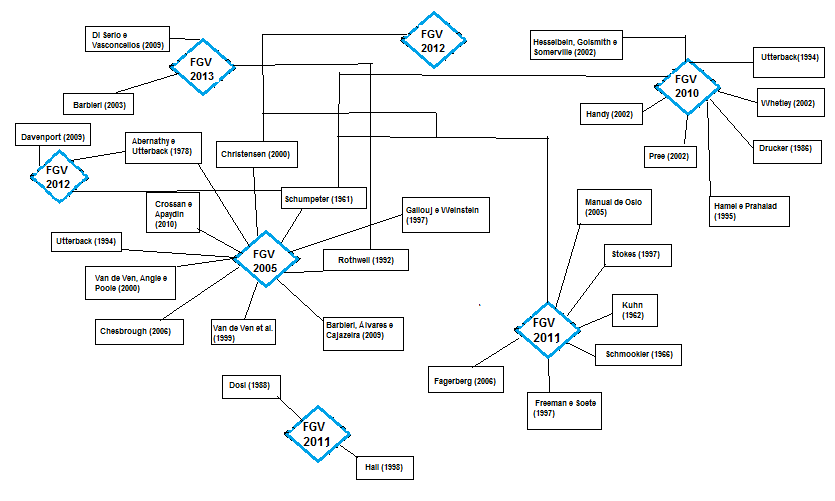 Di Serio e
Vasconcellos (2009)
FGV
2013
Barbieri (2003)
FGV
2012
Hesselbein, Golsmith e
Somerville (2002)
Utterback(1994)
FGV
2010
Whetley (2002)
Handy (2002)
Drucker (1986)
Pree (2002)
Hamel e Prahalad
(1995)
Davenport (2009)
FGV
2012
Abernathy e
Utterback (1978)
Christensen (2000)
Schumpeter (1961)
Crossan e
Apaydin
(2010)
Gallouj e Weinstein
(1997)
Utterback (1994)
FGV
2005
Rothwell (1992)
Van de Ven, Angle e
Poole (2000)
Chesbrough (2006)
Van de Ven et al.
(1999)
Barbieri, Álvares e
Cajazeira (2009)
Manual de Oslo
(2005)
Stokes (1997)
Kuhn
(1962)
FGV
2011
Schmookler (1966)
Fagerberg (2006)
Freeman e Soete
(1997)
Dosi (1988)
FGV
2011
Hall (1998)